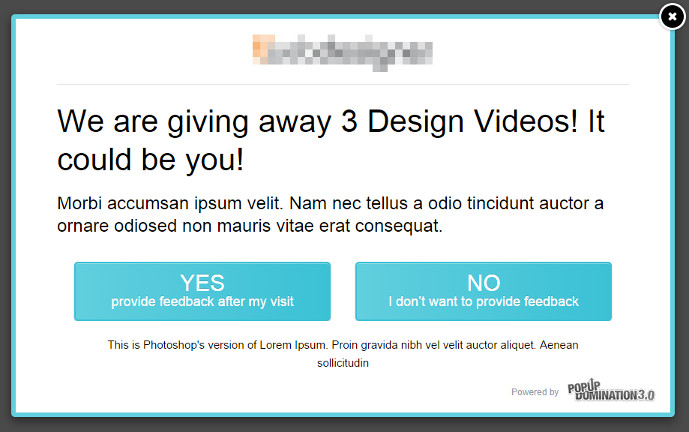 We are giving away 3 Design Videos! It
could be you!
Morbi accumsan ipsum velit. Nam nec tellus a odio tincidunt auctor a
ornare odiosed non mauris vitae erat consequat.
YES
provide feedback after my visit
NO
I don't want to provide feedback
This is Photoshop's version of Lorem Ipsum. Proin gravida nibh vel velit auctor aliquet. Aenean
sollicitudin
Powered by
POPUP
DOMINATION3.0